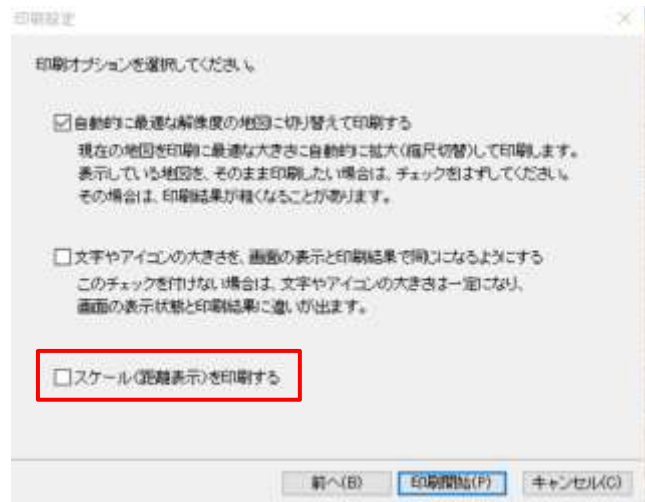 印刷設定
印刷オプションを選択してください。
自動的に最適な解像度の地図に切り替えて印刷する
現在の地図を印刷に最適な大きさに自動的に拡大(縮尺切替)して印刷します。
表示している地図を、そのまま印刷したい場合は、チェックをはずしてください。
その場合は、印刷結果が粗くなることがあります。
文字やアイコンの大きさを、画面の表示と印刷結果で同じになるようにする
このチェックを付けない場合は、文字やアイコンの大きさは一定になり、
画面の表示状態と印刷結果に違いが出ます。
スケール(距離表示)を印刷する
前へ(B) 印刷開始(P) キャンセル(C)